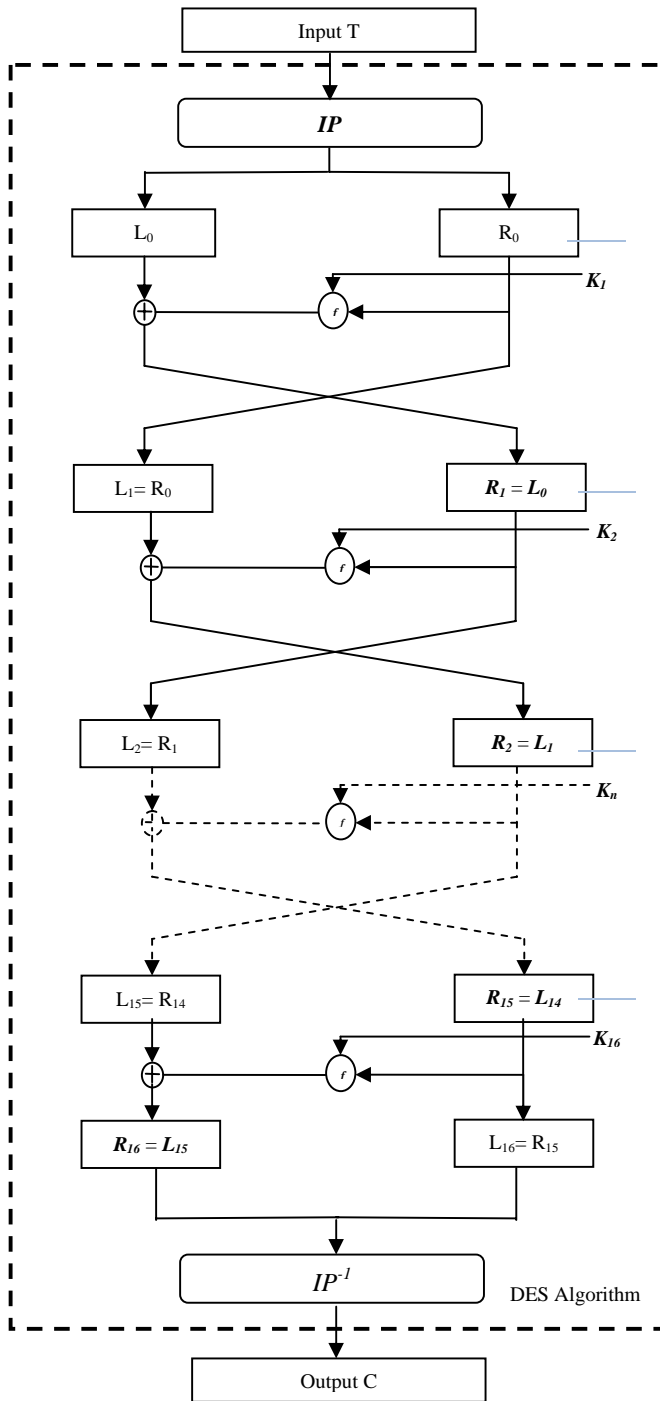 Input T
IP
L₀ R₀
K₁
f
L₁= R₀ R₁ = L₀
K₂
f
L₂= R₁ R₂ = L₁
Kₙ
f
L₁₅= R₁₄ R₁₅ = L₁₄
K₁₆
f
R₁₆ = L₁₅ L₁₆= R₁₅
IP⁻¹
DES Algorithm
Output C